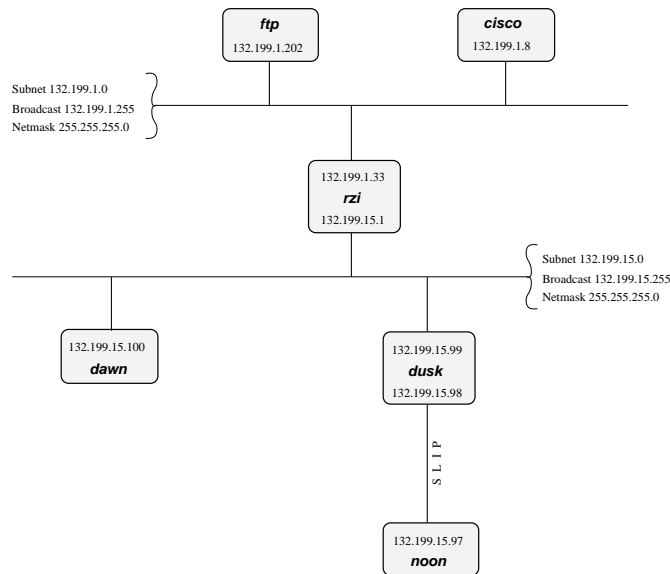 ftp
132.199.1.202
cisco
132.199.1.8
Subnet 132.199.1.0
Broadcast 132.199.1.255
Netmask 255.255.255.0
132.199.1.33
rzi
132.199.15.1
Subnet 132.199.15.0
Broadcast 132.199.15.255
Netmask 255.255.255.0
132.199.15.100
dawn
132.199.15.99
dusk
132.199.15.98
SLIP
132.199.15.97
noon